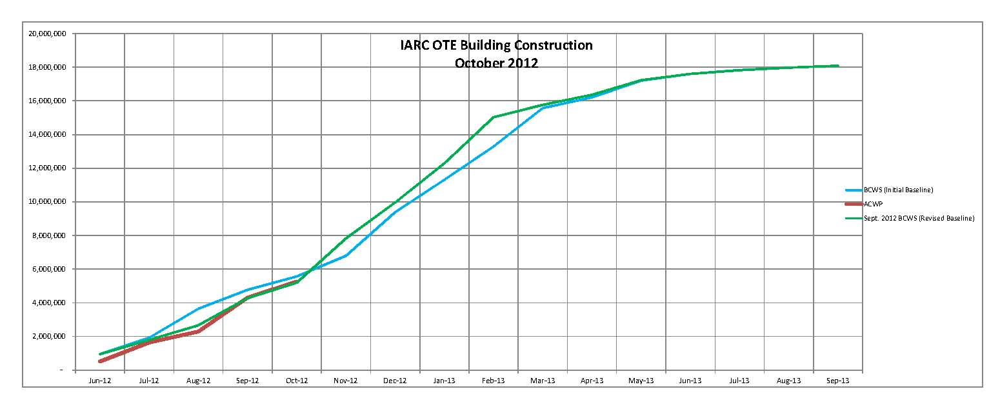 IARC OTE Building Construction
October 2012
20,000,000
18,000,000
16,000,000
14,000,000
12,000,000
10,000,000
8,000,000
6,000,000
4,000,000
2,000,000
-
BCWS (Initial Baseline)
ACWP
Sept. 2012 BCWS (Revised Baseline)
Jun-12 Jul-12 Aug-12 Sep-12 Oct-12 Nov-12 Dec-12 Jan-13 Feb-13 Mar-13 Apr-13 May-13 Jun-13 Jul-13 Aug-13 Sep-13